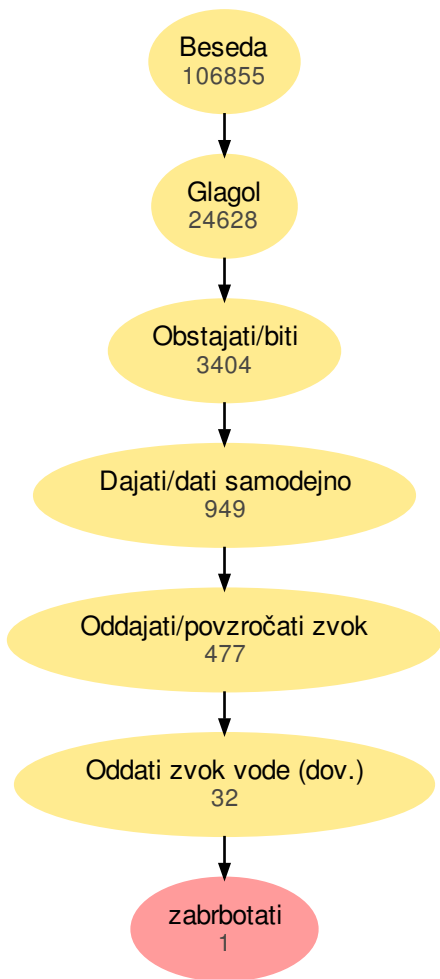 Beseda
106855
Glagol
24628
Obstajati/biti
3404
Dajati/dati samodejno
949
Oddajati/povzročati zvok
477
Oddati zvok vode (dov.)
32
zabrbotati
1